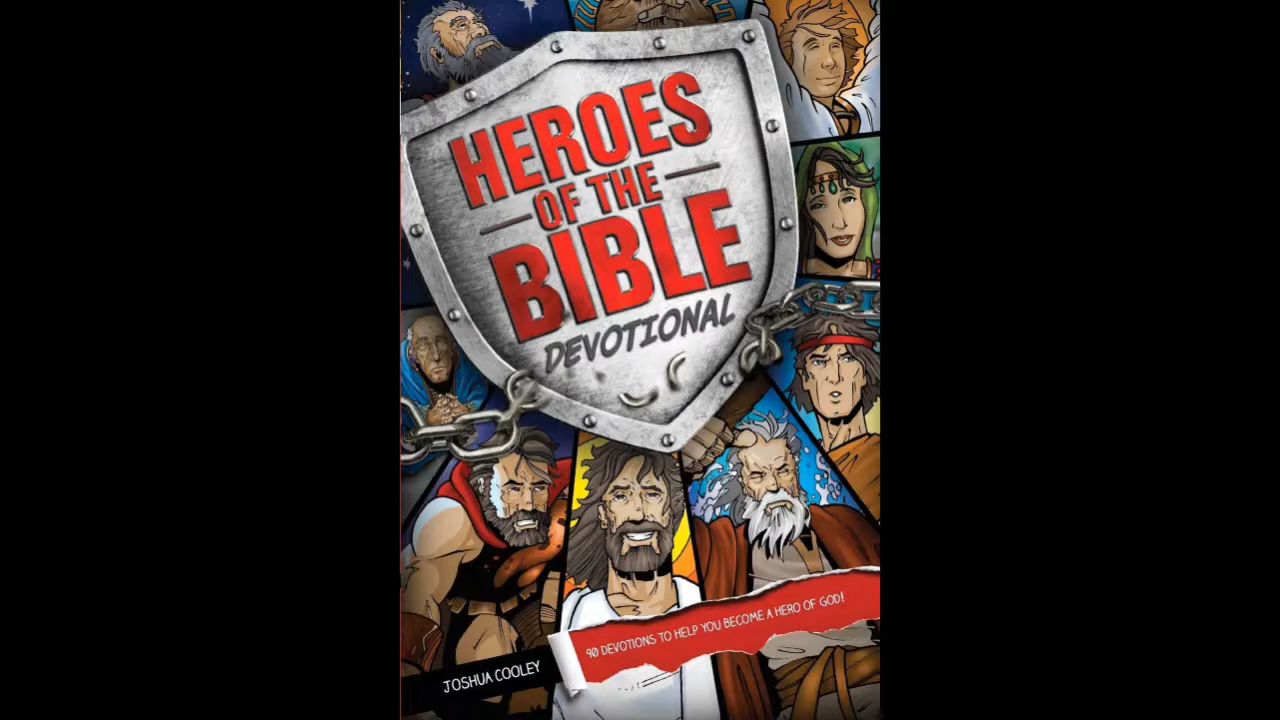 HEROES
OF THE
BIBLE
DEVOTIONAL
90 DEVOTIONS TO HELP YOU BECOME A HERO OF GOD!
JOSHUA COOLEY